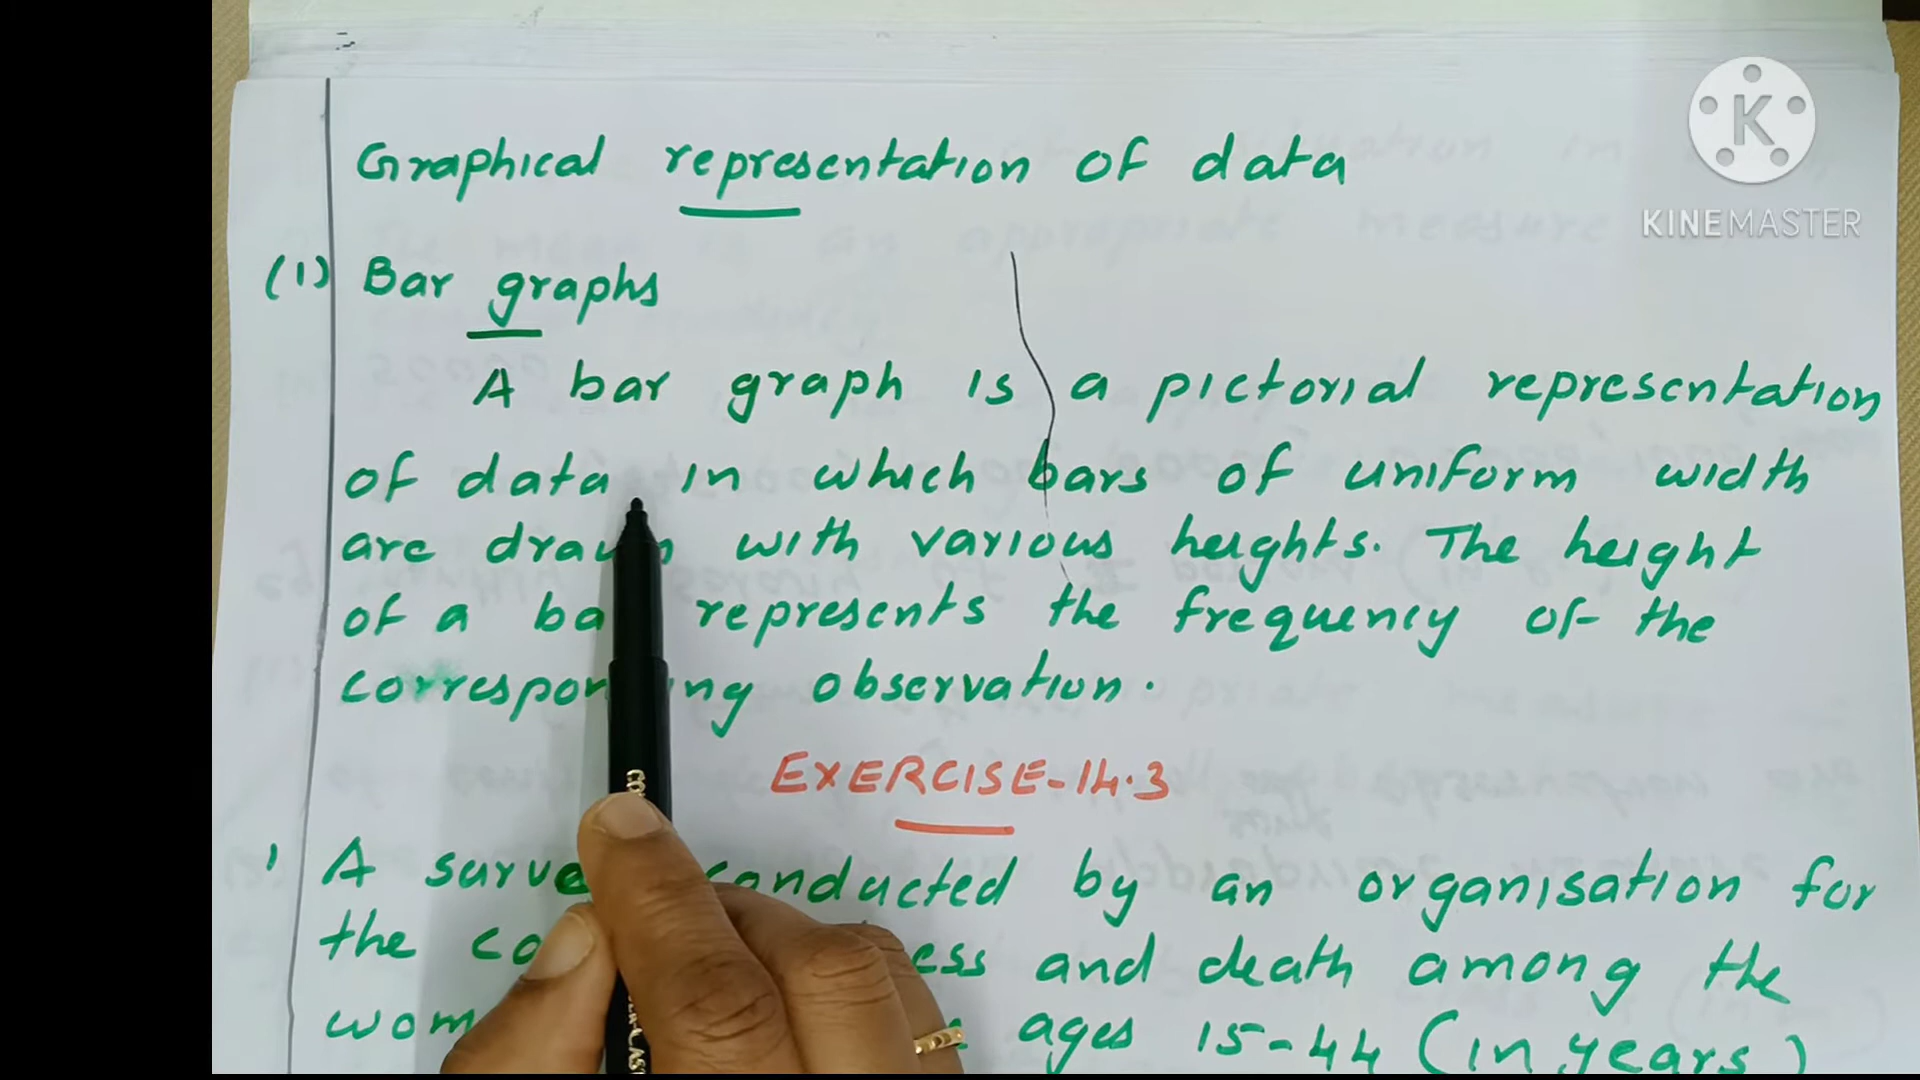 Graphical representation of data
(1) Bar graphs
A bar graph is a pictorial representation
of data in which bars of uniform width
are drawn with various heights. The height
of a ba represents the frequency of the
correspon ing observation.
EXERCISE-14.3
1 A surve conducted by an organisation for
the co ess and death among the
wom ages 15-44 (in years)
K
KINEMASTER